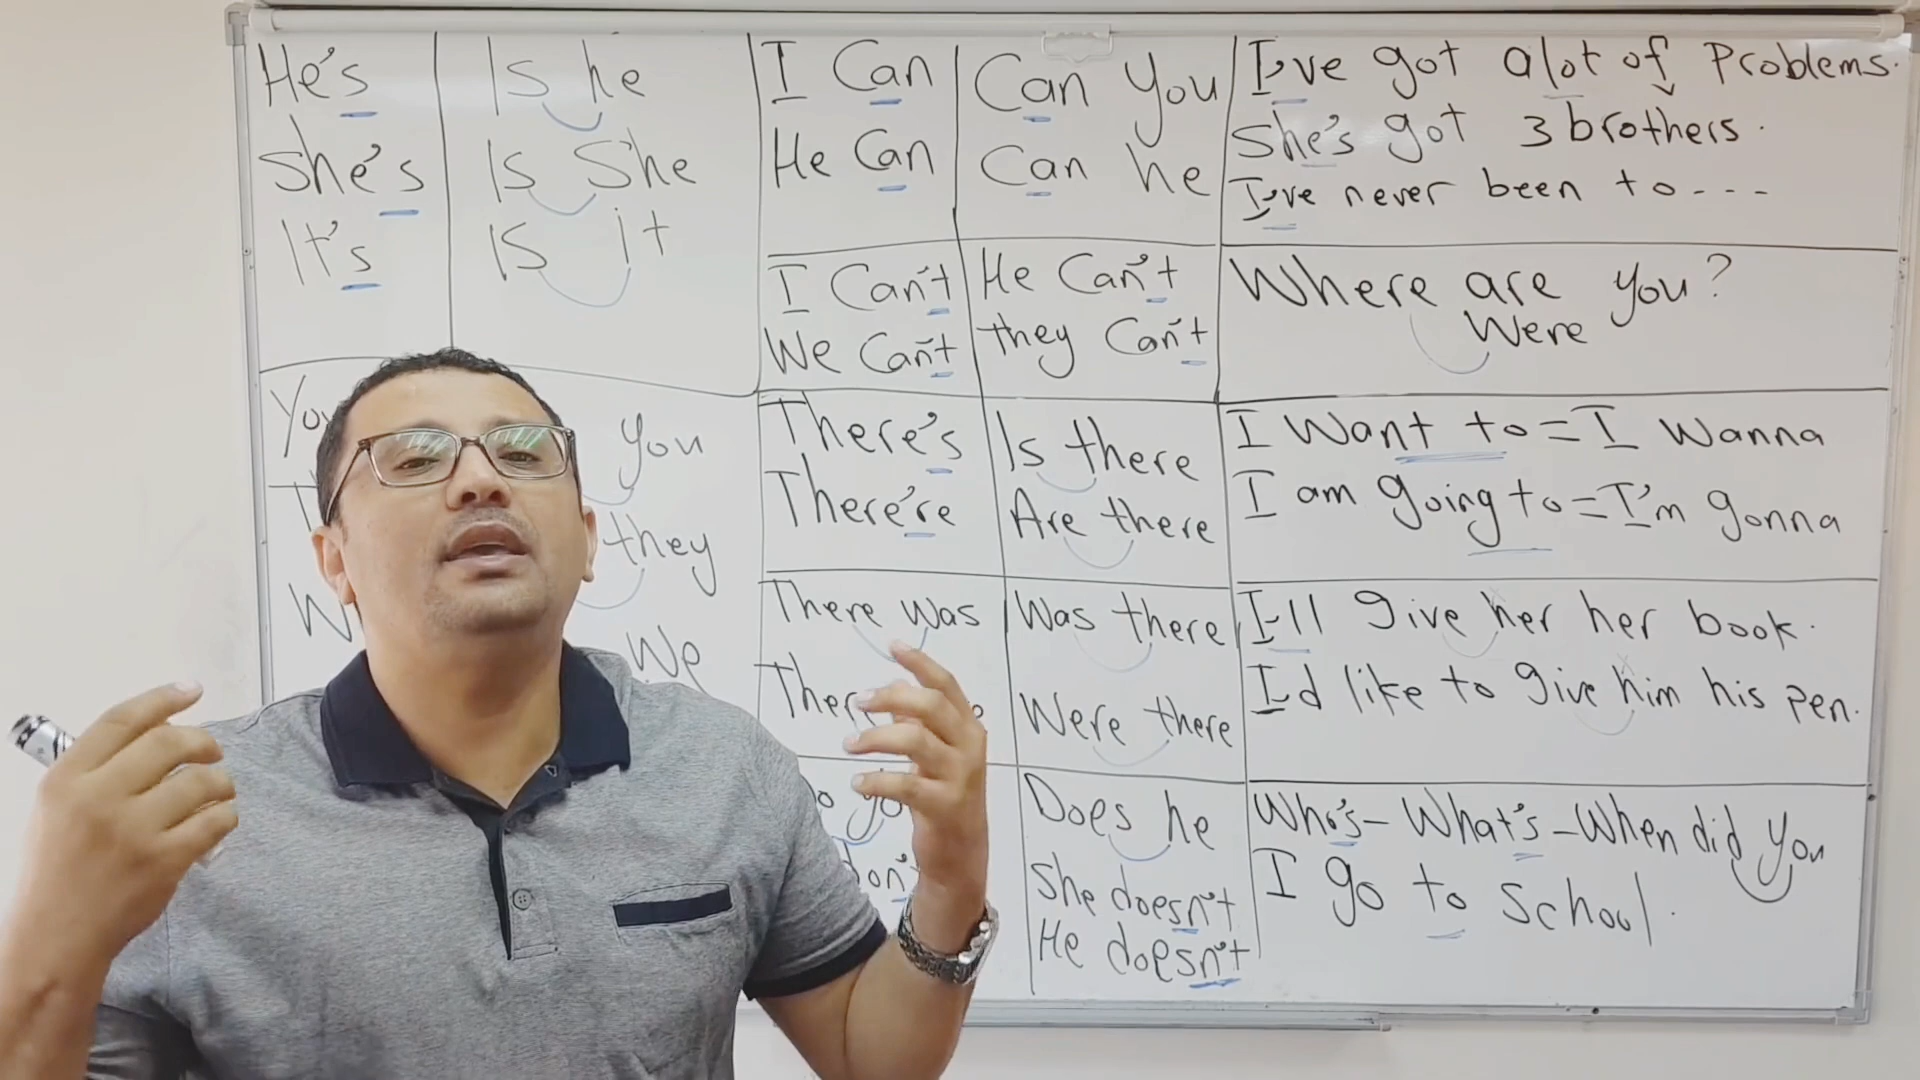 He's
She's
It's
Is he
Is She
Is it
I Can
He Can
Can You
Can he
I've got alot of Problems.
She's got 3 brothers.
I've never been to ---
I Can't
We Can't
He Can't
they Can't
Where are you?
Were
you
they
We
There's
There're
Is there
Are there
I Want to = I Wanna
I am going to = I'm gonna
There was
Was there
Were there
I'll give her her book.
I'd like to give him his pen.
Does he
She doesn't
He doesn't
Who's - What's - When did you
I go to School.